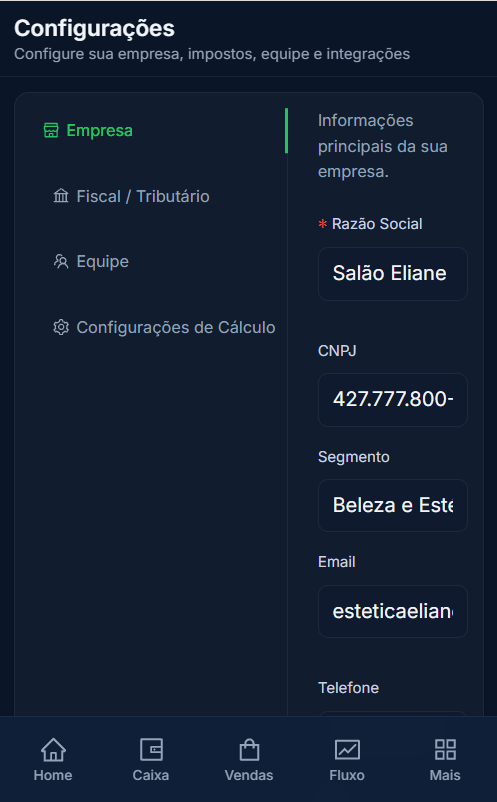 Configurações
Configure sua empresa, impostos, equipe e integrações
Empresa
Fiscal / Tributário
Equipe
Configurações de Cálculo
Informações
principais da sua
empresa.
* Razão Social
Salão Eliane
CNPJ
427.777.800-
Segmento
Beleza e Este
Email
esteticaeliane
Telefone
Home
Caixa
Vendas
Fluxo
Mais